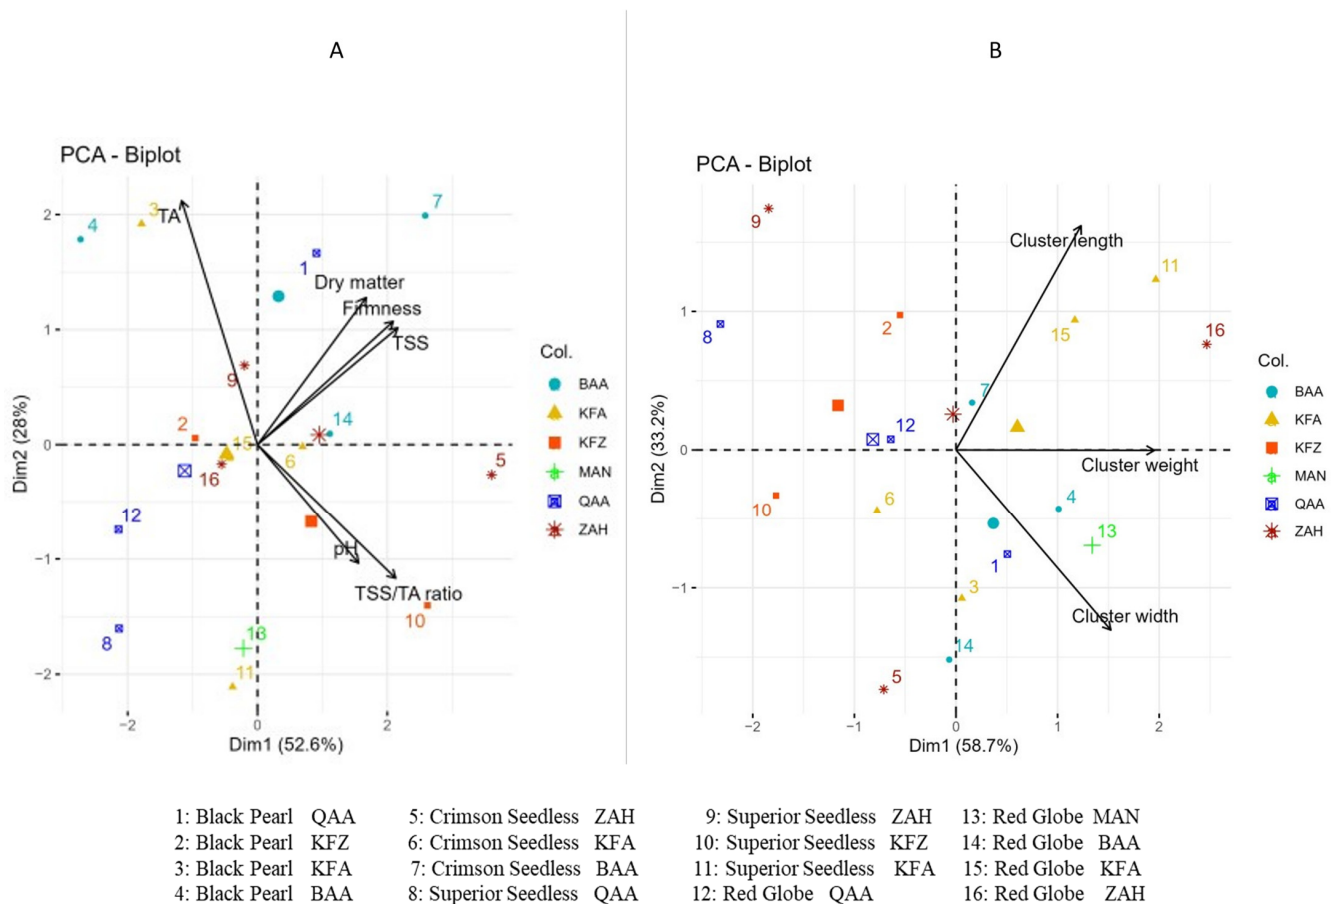 A
B
PCA - Biplot
PCA - Biplot
Dim2 (28%)
2
1
0
−1
−2
−2
0
2
Dim1 (52.6%)
4
3
TA
7
1
Dry matter
Firmness
TSS
9
2
15
16
6
14
5
12
8
pH
TSS/TA ratio
10
13
11
Col.
BAA
KFA
KFZ
MAN
QAA
ZAH
Dim2 (33.2%)
1
0
−1
−2
−1
0
1
2
Dim1 (58.7%)
9
Cluster length
11
8
2
15
16
7
12
Cluster weight
10
6
4
13
1
3
Cluster width
14
5
Col.
BAA
KFA
KFZ
MAN
QAA
ZAH
1: Black Pearl QAA
2: Black Pearl KFZ
3: Black Pearl KFA
4: Black Pearl BAA
5: Crimson Seedless ZAH
6: Crimson Seedless KFA
7: Crimson Seedless BAA
8: Superior Seedless QAA
9: Superior Seedless ZAH
10: Superior Seedless KFZ
11: Superior Seedless KFA
12: Red Globe QAA
13: Red Globe MAN
14: Red Globe BAA
15: Red Globe KFA
16: Red Globe ZAH